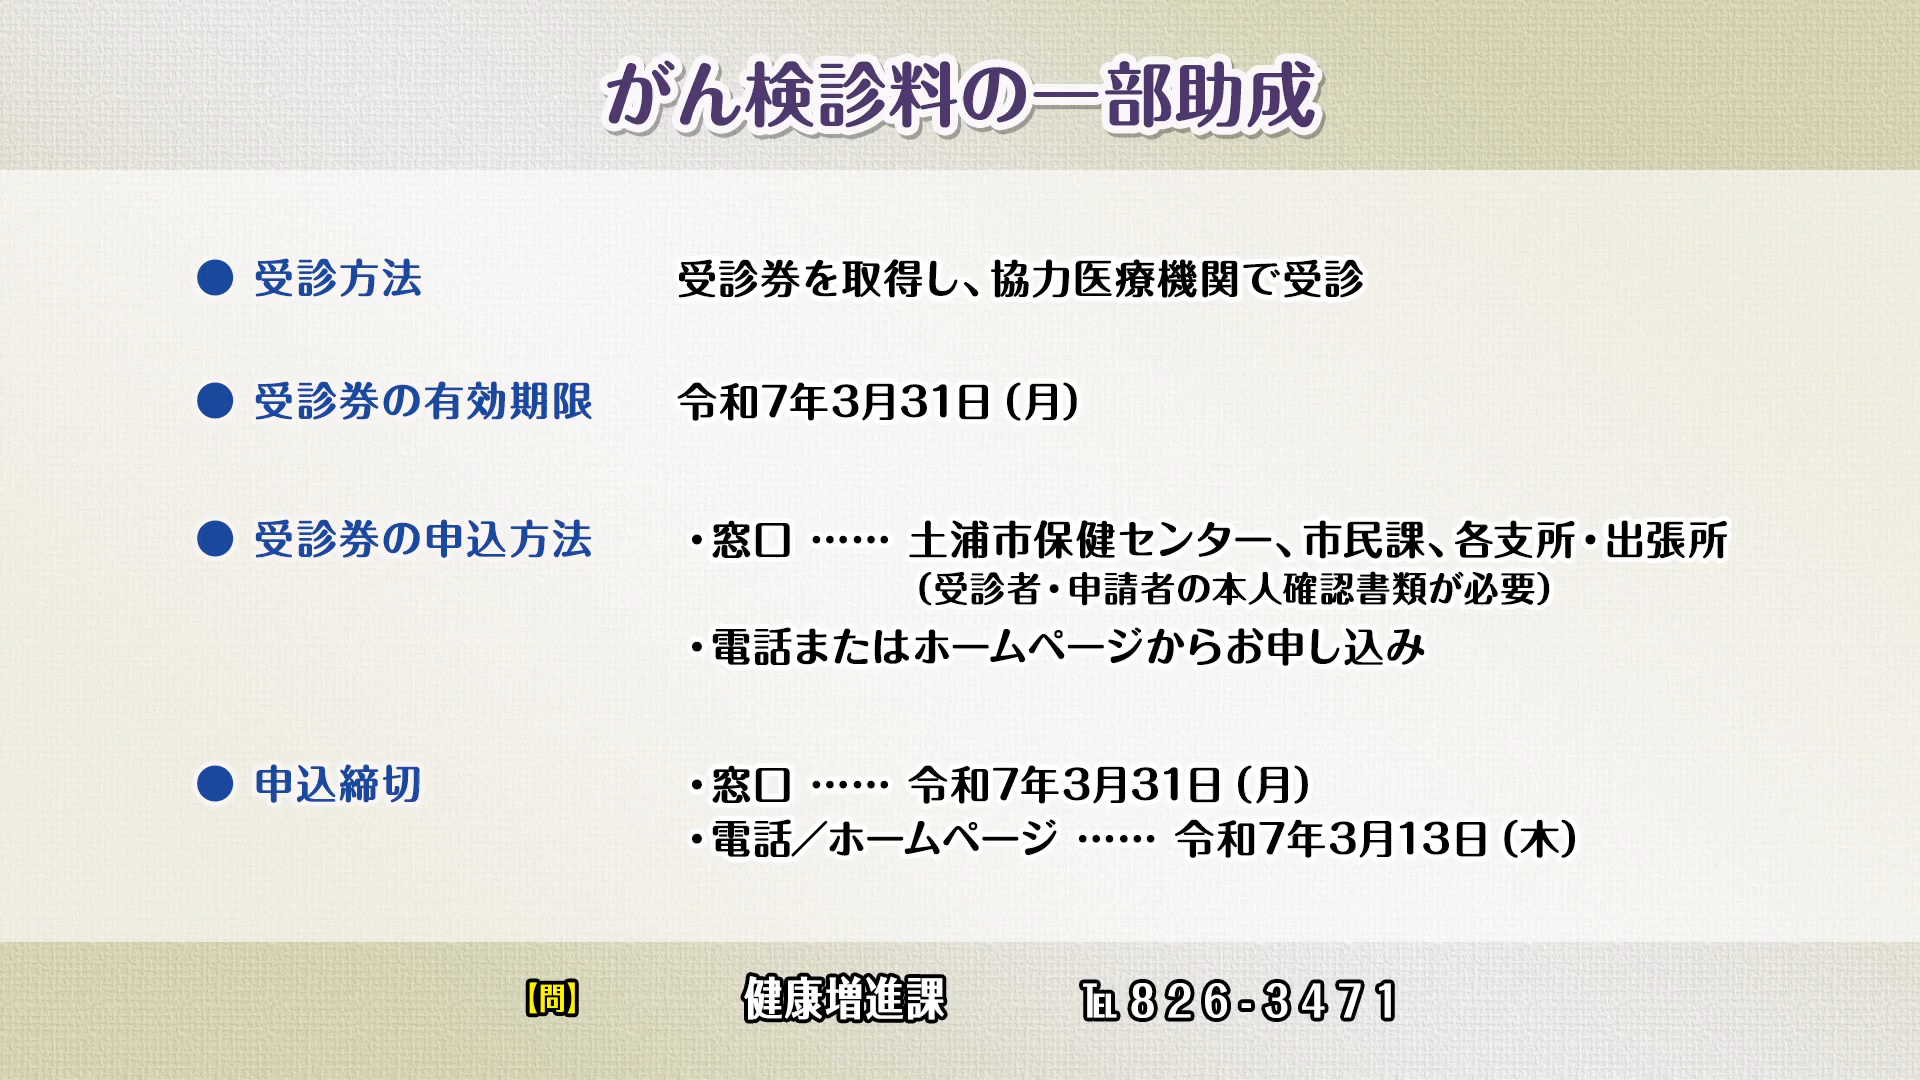 がん検診料の一部助成
● 受診方法 受診券を取得し、協力医療機関で受診
● 受診券の有効期限 令和7年3月31日（月）
● 受診券の申込方法 ・窓口 …… 土浦市保健センター、市民課、各支所・出張所
（受診者・申請者の本人確認書類が必要）
・電話またはホームページからお申し込み
● 申込締切 ・窓口 …… 令和7年3月31日（月）
・電話／ホームページ …… 令和7年3月13日（木）
【問】 健康増進課 ℡826-3471